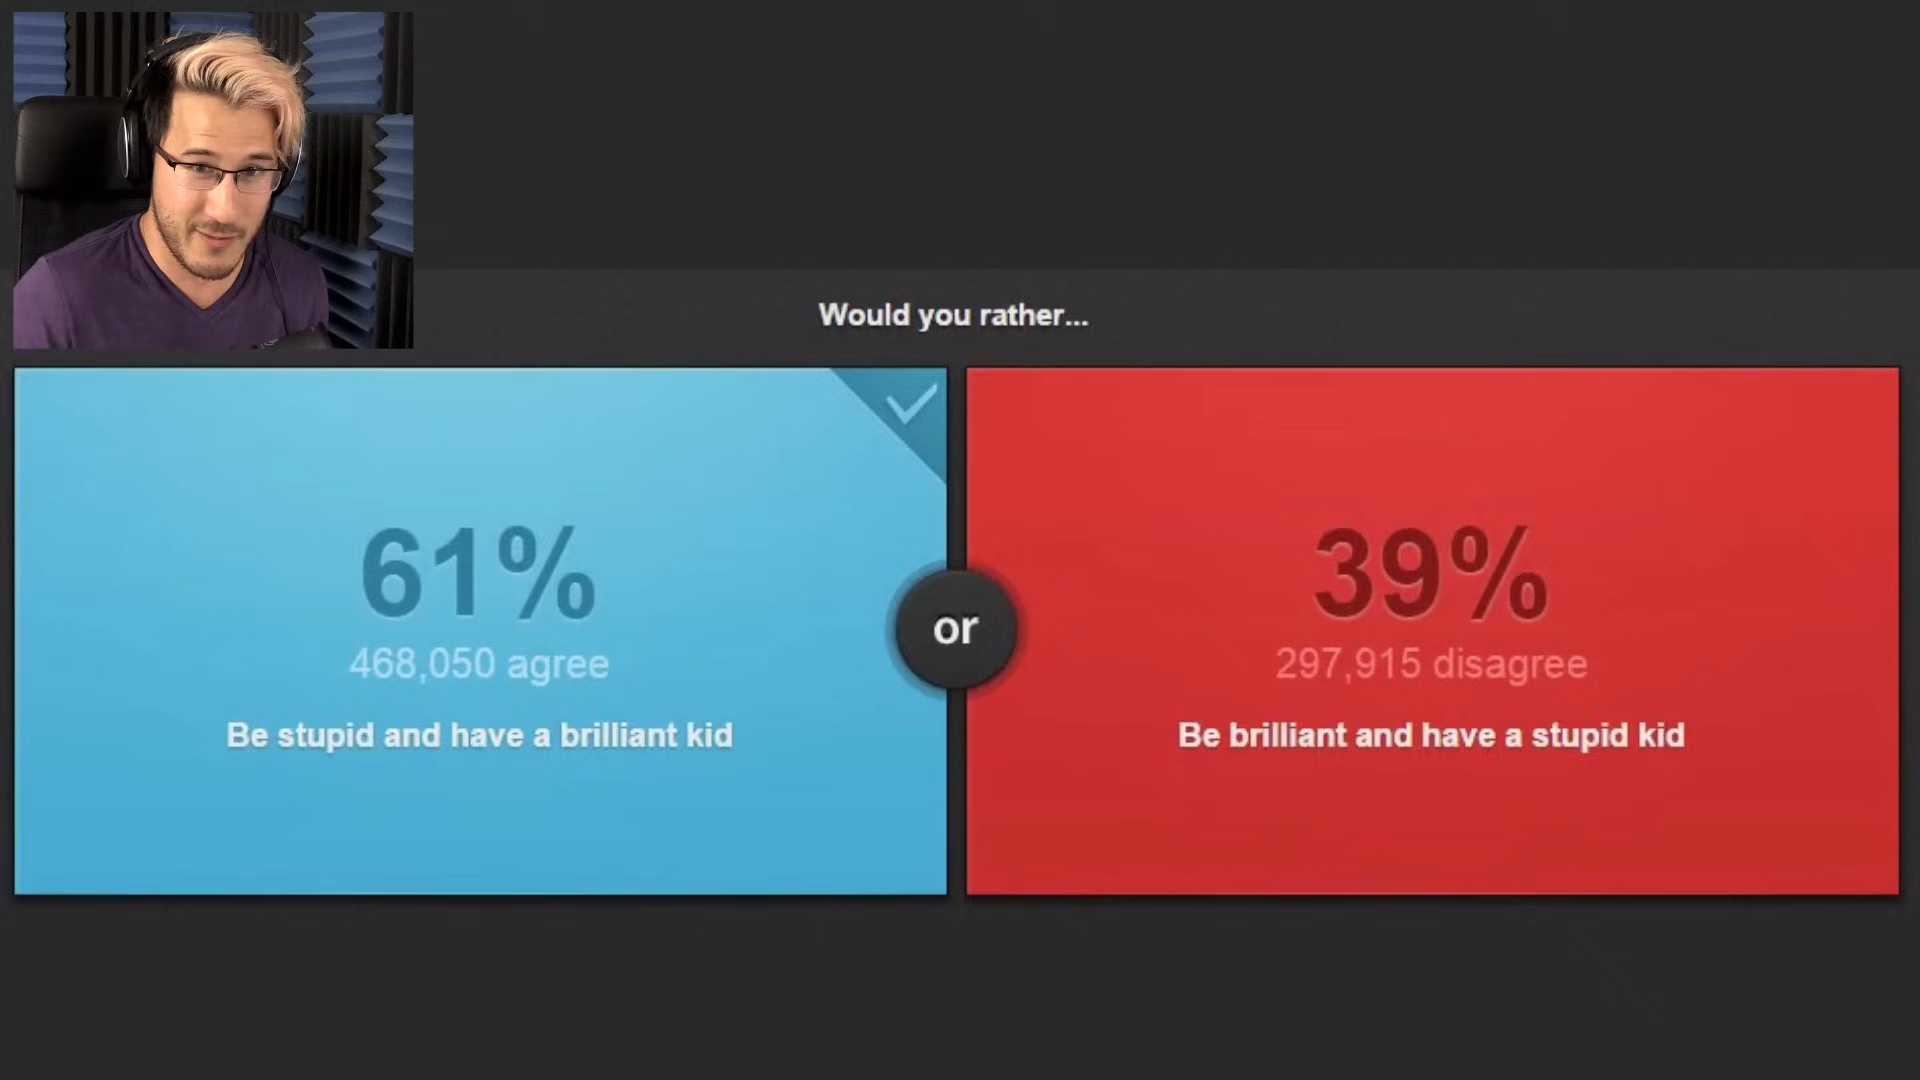 Would you rather...
61%
468,050 agree
Be stupid and have a brilliant kid
or
39%
297,915 disagree
Be brilliant and have a stupid kid